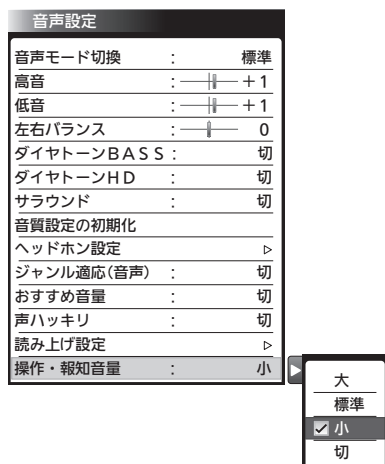 音声設定
音声モード切換 : 標準
高音 : +1
低音 : +1
左右バランス : 0
ダイヤトーンBASS : 切
ダイヤトーンHD : 切
サラウンド : 切
音質設定の初期化
ヘッドホン設定
ジャンル適応(音声) : 切
おすすめ音量 : 切
声ハッキリ : 切
読み上げ設定
操作・報知音量 : 小
大
標準
小
切